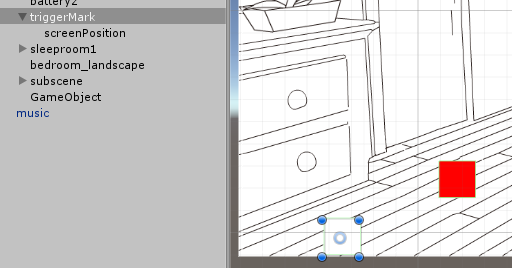 battery2
triggerMark
screenPosition
sleeproom1
bedroom_landscape
subscene
GameObject
music